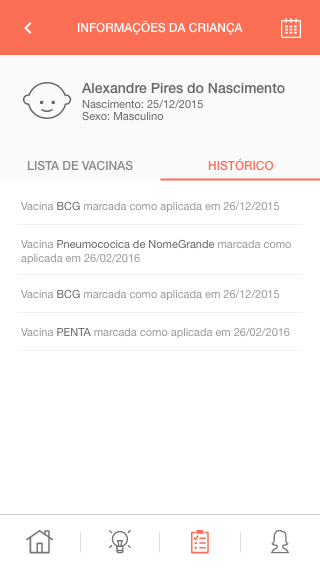 INFORMAÇÕES DA CRIANÇA
Alexandre Pires do Nascimento
Nascimento: 25/12/2015
Sexo: Masculino
LISTA DE VACINAS
HISTÓRICO
Vacina BCG marcada como aplicada em 26/12/2015
Vacina Pneumococica de NomeGrande marcada como
aplicada em 26/02/2016
Vacina BCG marcada como aplicada em 26/12/2015
Vacina PENTA marcada como aplicada em 26/02/2016